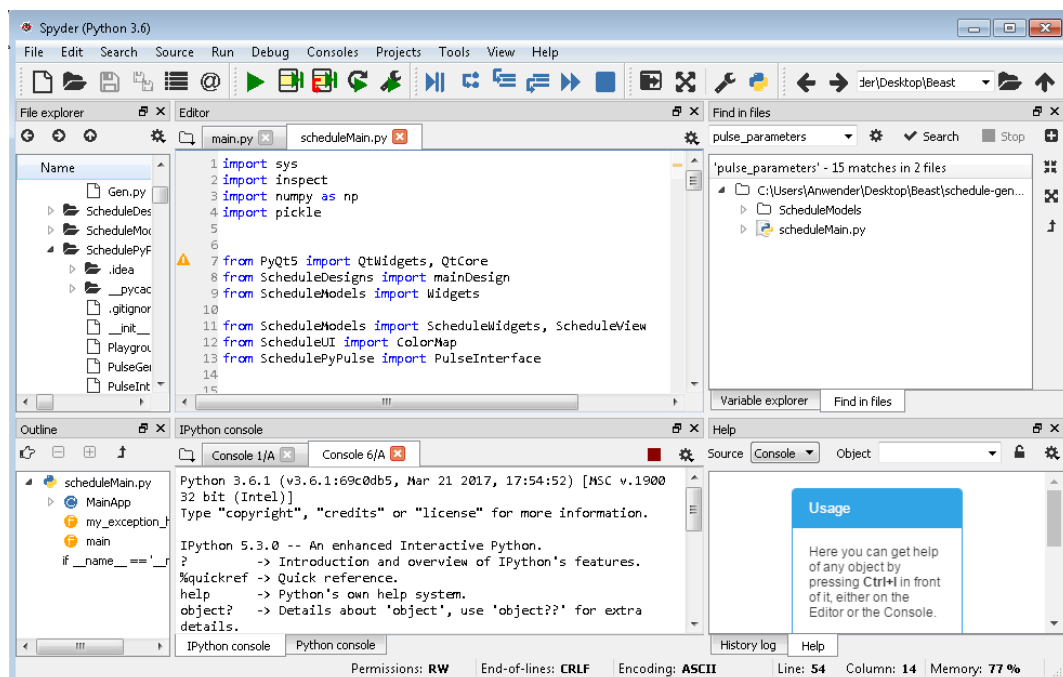 Spyder (Python 3.6)
File Edit Search Source Run Debug Consoles Projects Tools View Help
der\Desktop\Beast
File explorer
Name
Gen.py
ScheduleDes
ScheduleMoc
SchedulePyF
.idea
__pycac
.gitignor
__init__
Playgrou
PulseGer
PulseInt
Editor
main.py scheduleMain.py
1 import sys
2 import inspect
3 import numpy as np
4 import pickle
5
6
7 from PyQt5 import QtWidgets, QtCore
8 from ScheduleDesigns import mainDesign
9 from ScheduleModels import Widgets
10
11 from ScheduleModels import ScheduleWidgets, ScheduleView
12 from ScheduleUI import ColorMap
13 from SchedulePyPulse import PulseInterface
14
15
Find in files
pulse_parameters Search Stop
'pulse_parameters' - 15 matches in 2 files
C:\Users\Anwender\Desktop\Beast\schedule-gen...
ScheduleModels
scheduleMain.py
Variable explorer Find in files
Outline
scheduleMain.py
MainApp
my_exception_h
main
if __name__ == '__r
IPython console
Console 1/A Console 6/A
Python 3.6.1 (v3.6.1:69c0db5, Mar 21 2017, 17:54:52) [MSC v.1900
32 bit (Intel)]
Type "copyright", "credits" or "license" for more information.
IPython 5.3.0 -- An enhanced Interactive Python.
? -> Introduction and overview of IPython's features.
%quickref -> Quick reference.
help -> Python's own help system.
object? -> Details about 'object', use 'object??' for extra
details.
IPython console Python console
Help
Source Console Object
Usage
Here you can get help
of any object by
pressing Ctrl+I in front
of it, either on the
Editor or the Console.
History log Help
Permissions: RW End-of-lines: CRLF Encoding: ASCII Line: 54 Column: 14 Memory: 77 %